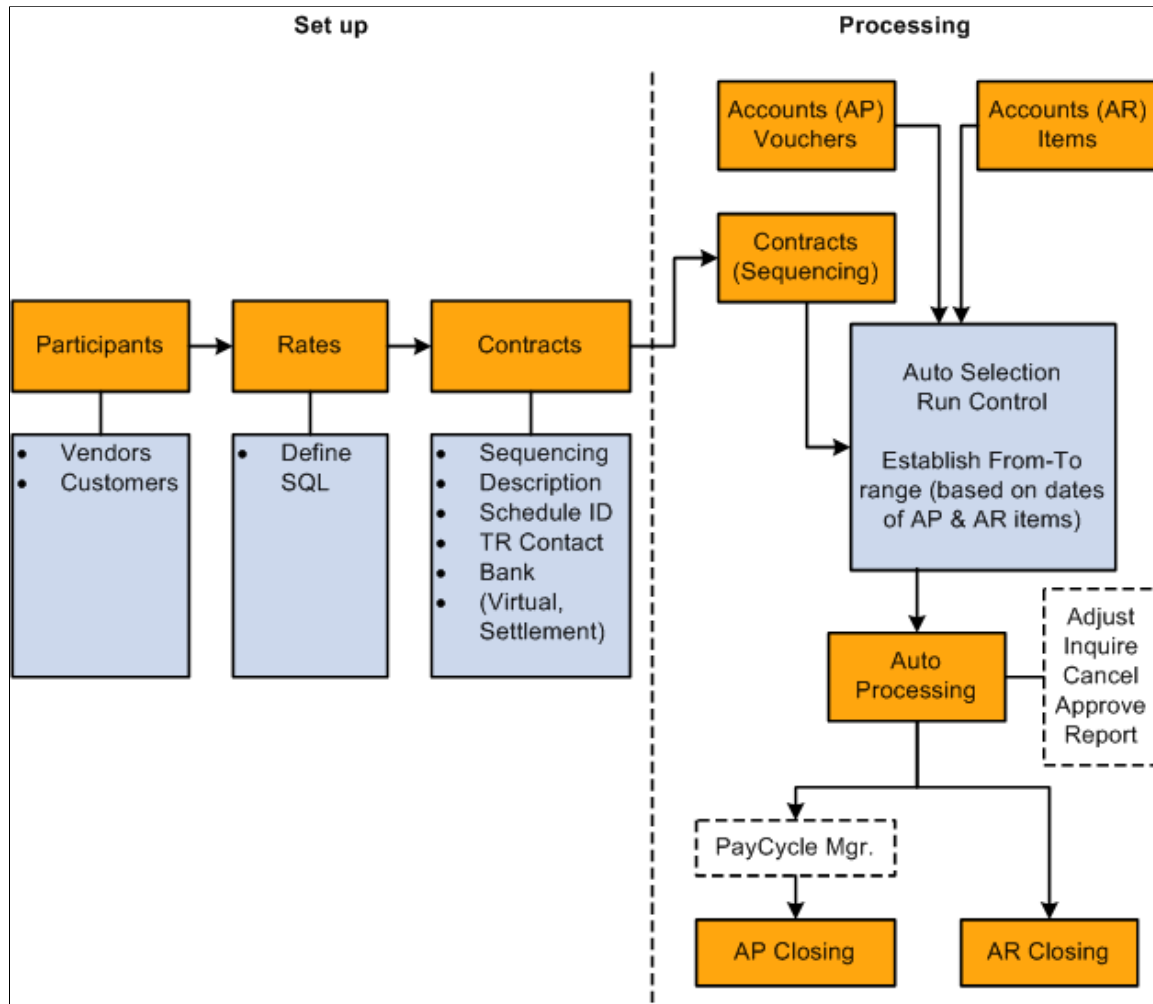 Set up
Processing
Accounts (AP)
Vouchers
Accounts (AR)
Items
Contracts
(Sequencing)
Participants
Rates
Contracts
Auto Selection
Run Control
Establish From-To
range (based on dates
of AP & AR items)
• Vendors
• Customers
• Define
SQL
• Sequencing
• Description
• Schedule ID
• TR Contact
• Bank
• (Virtual,
Settlement)
Auto
Processing
Adjust
Inquire
Cancel
Approve
Report
PayCycle Mgr.
AP Closing
AR Closing